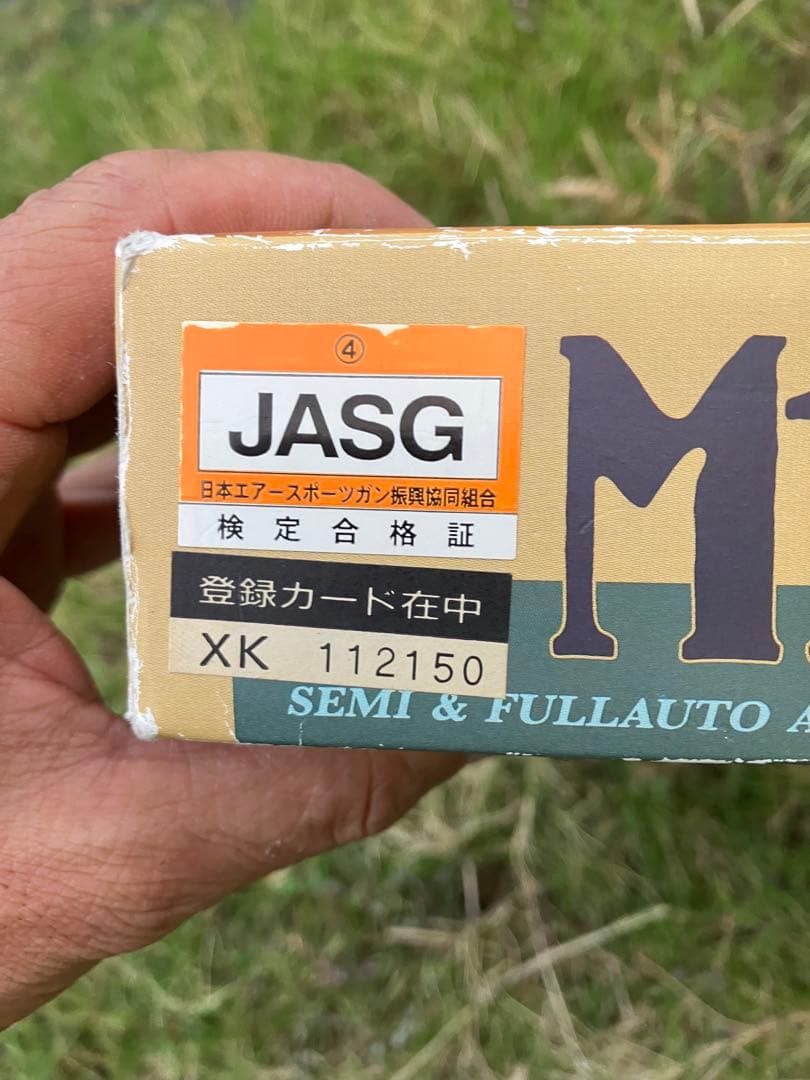 ④
JASG
日本エアースポーツガン振興協同組合
検定合格証
登録カード在中
XK 112150
M
SEMI & FULLAUTO